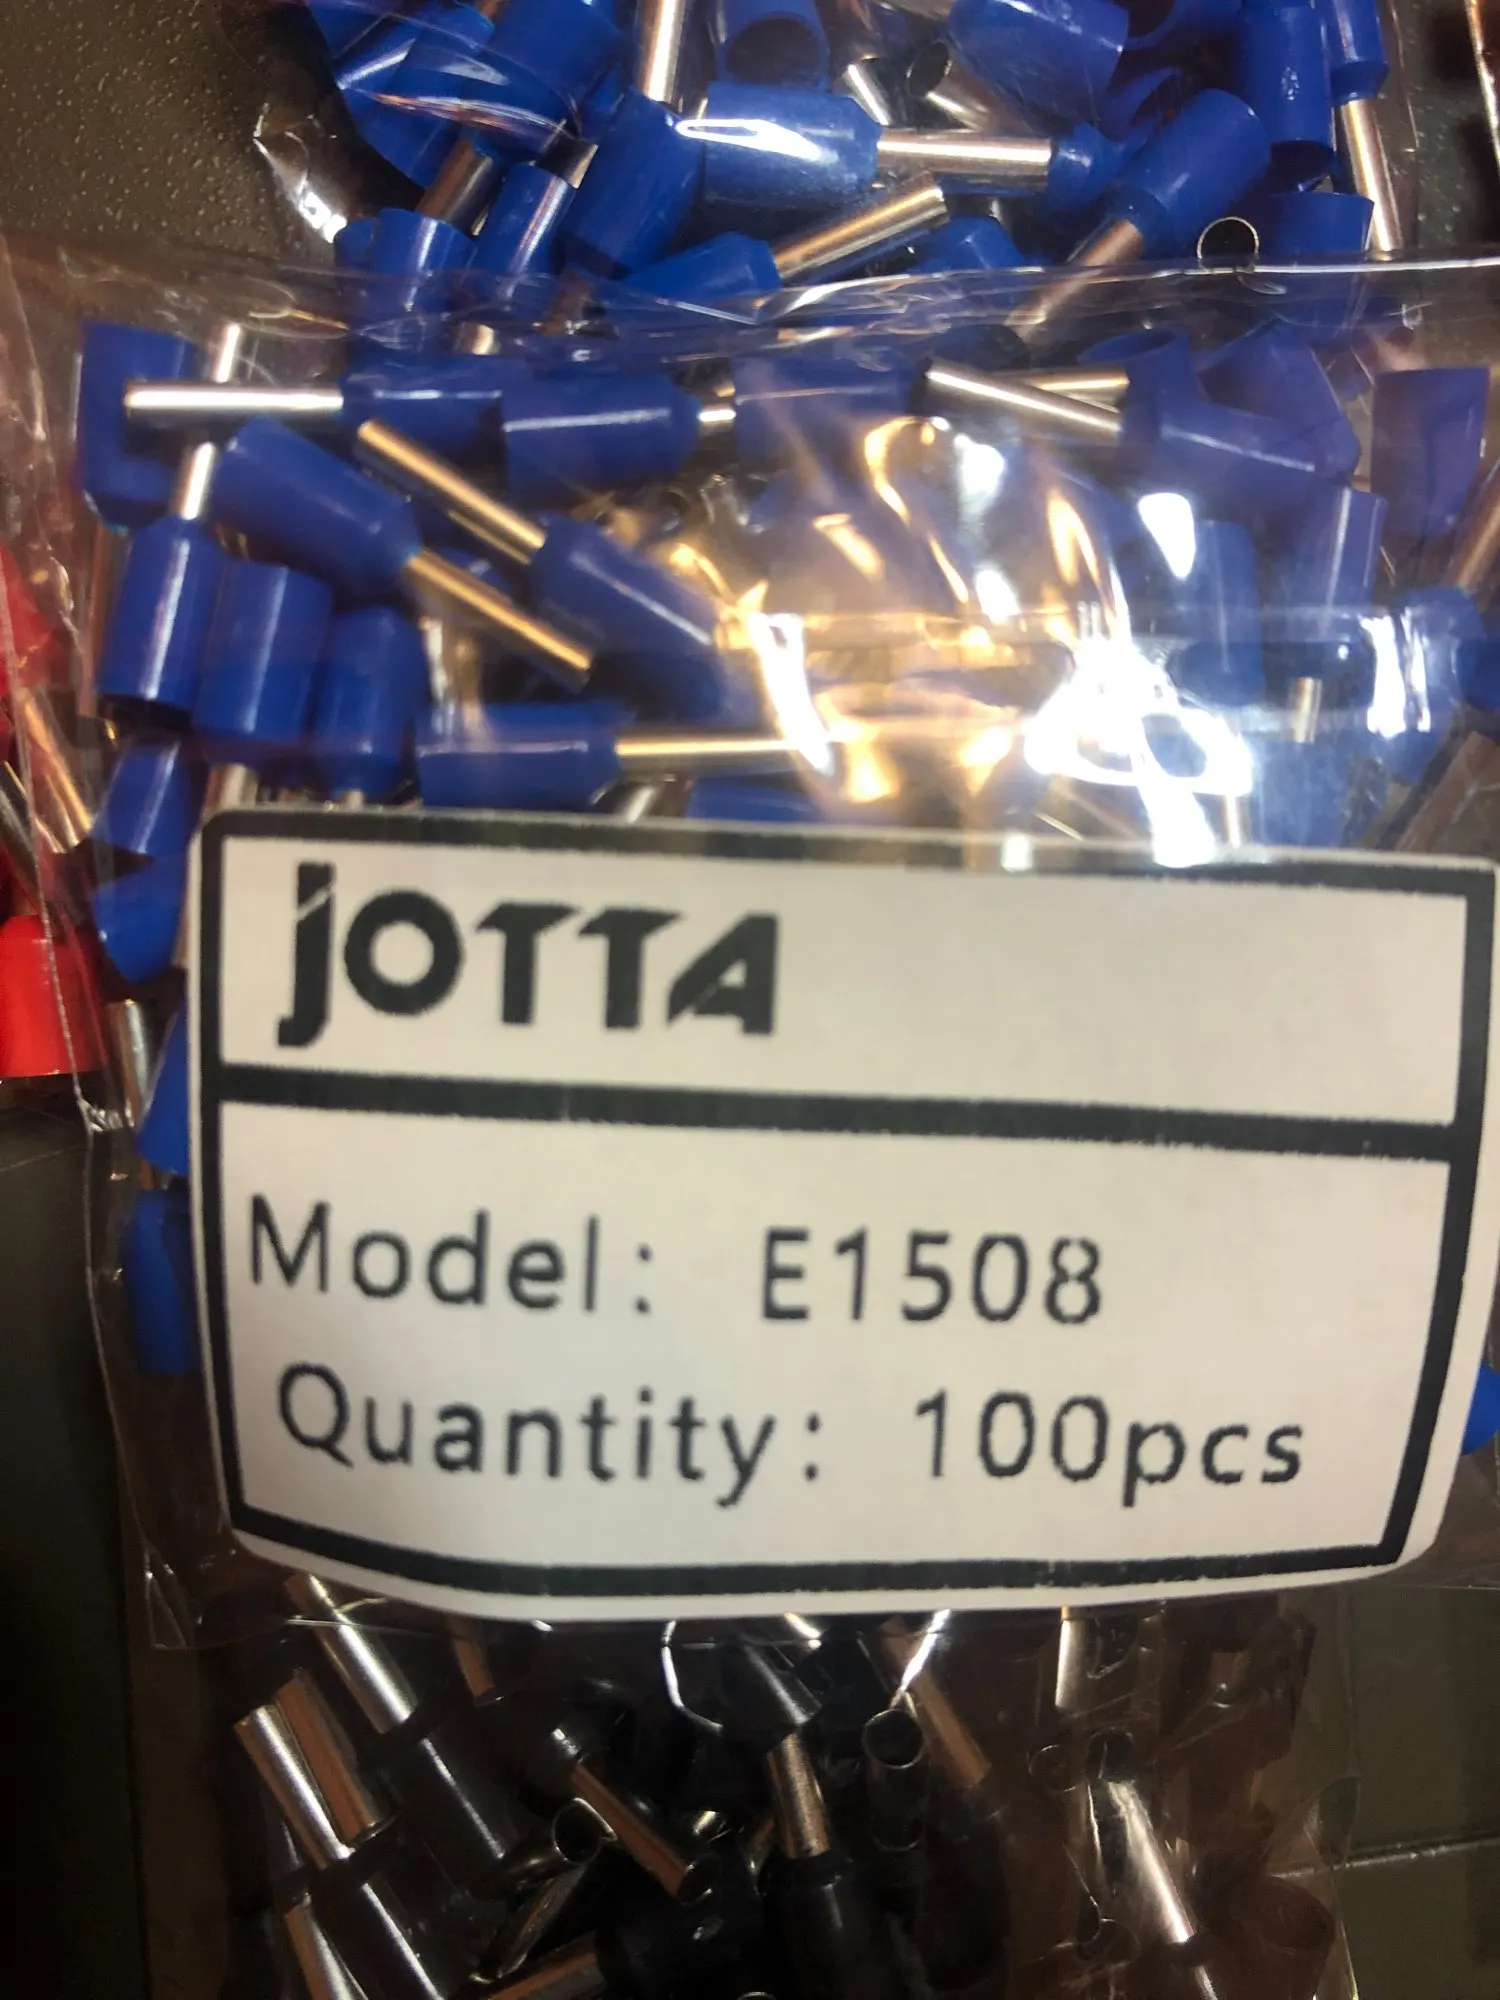 JOTTA
Model: E1508
Quantity: 100pcs